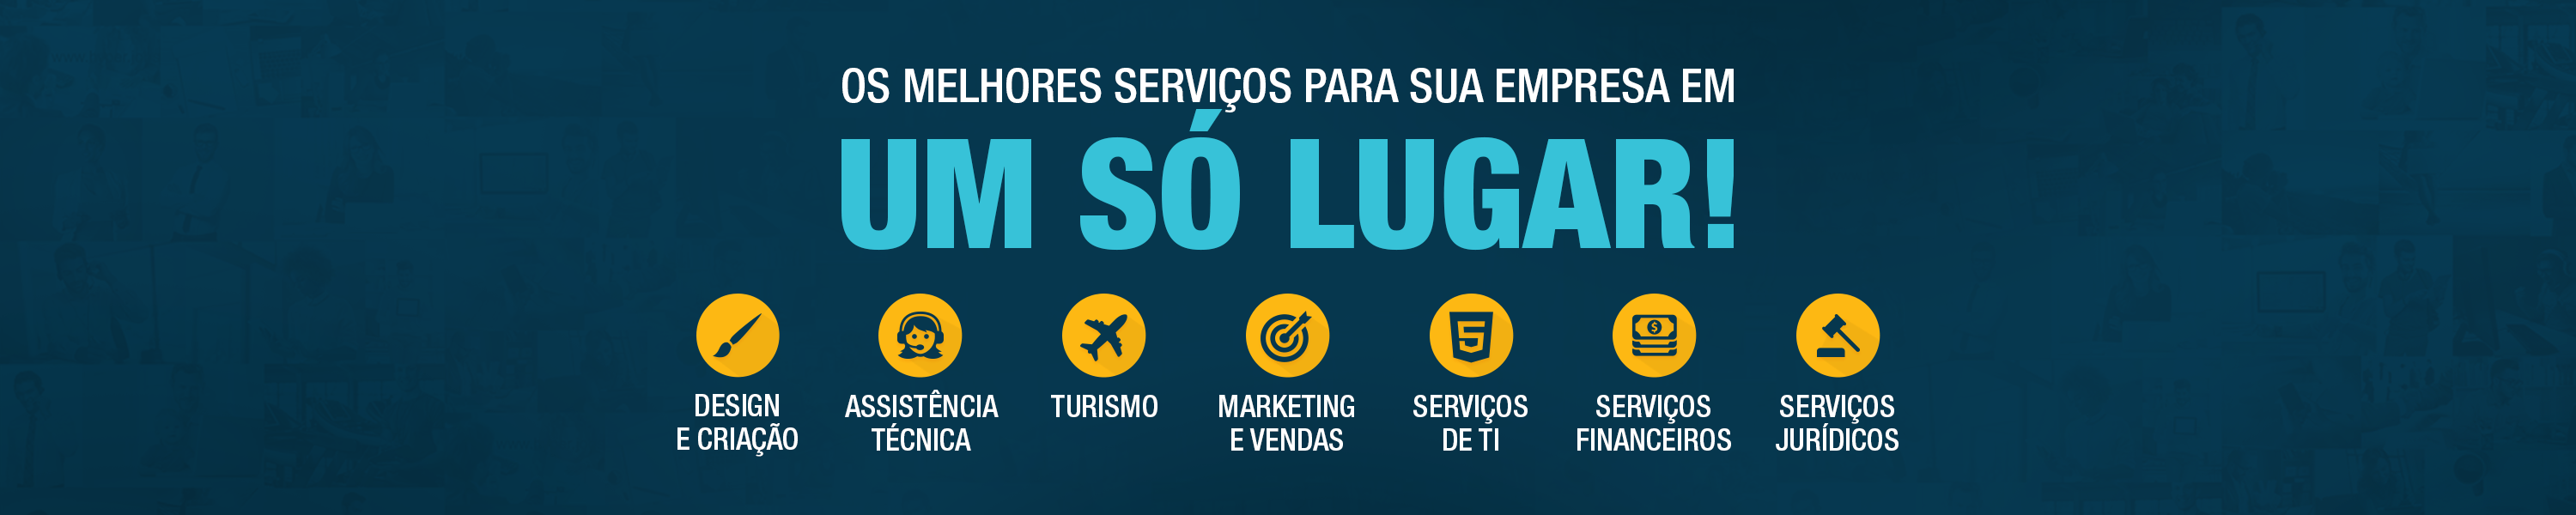 OS MELHORES SERVIÇOS PARA SUA EMPRESA EM
UM SÓ LUGAR!
DESIGN
E CRIAÇÃO
ASSISTÊNCIA
TÉCNICA
TURISMO
MARKETING
E VENDAS
SERVIÇOS
DE TI
SERVIÇOS
FINANCEIROS
SERVIÇOS
JURÍDICOS